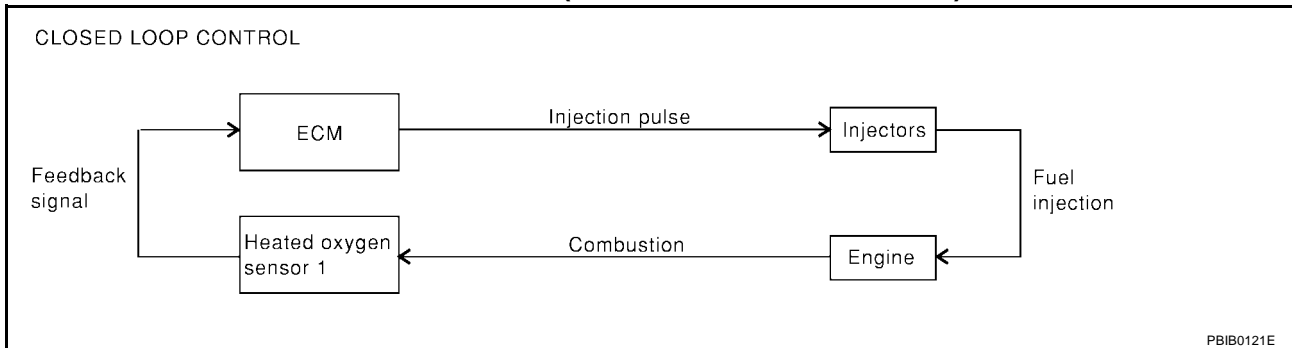 CLOSED LOOP CONTROL
ECM
Injection pulse
Injectors
Feedback
signal
Fuel
injection
Heated oxygen
sensor 1
Combustion
Engine
PBIB0121E